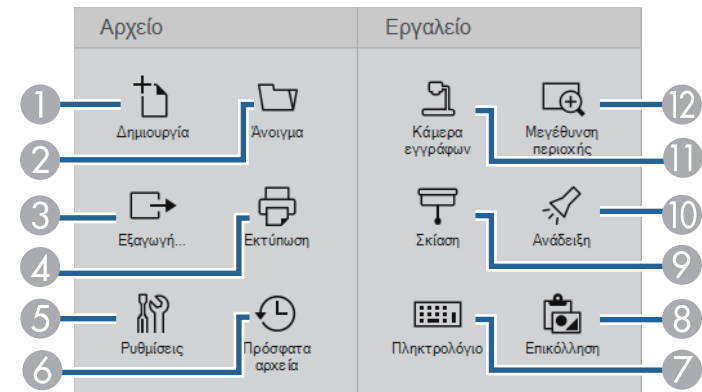 Αρχείο
Εργαλείο
1
Δημιουργία
2
Άνοιγμα
Κάμερα
εγγράφων
11
Μεγέθυνση
περιοχής
12
3
Εξαγωγή...
4
Εκτύπωση
Σκίαση
9
Ανάδειξη
10
5
Ρυθμίσεις
6
Πρόσφατα
αρχεία
Πληκτρολόγιο
7
Επικόλληση
8